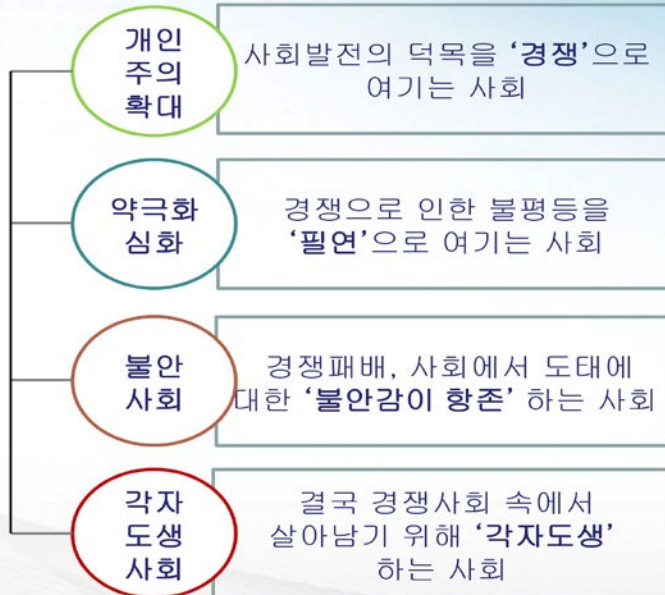 개인
주의
확대
사회발전의 덕목을 ‘경쟁’으로
여기는 사회
약극화
심화
경쟁으로 인한 불평등을
‘필연’으로 여기는 사회
불안
사회
경쟁패배, 사회에서 도태에
대한 ‘불안감이 항존’ 하는 사회
각자
도생
사회
결국 경쟁사회 속에서
살아남기 위해 ‘각자도생’
하는 사회